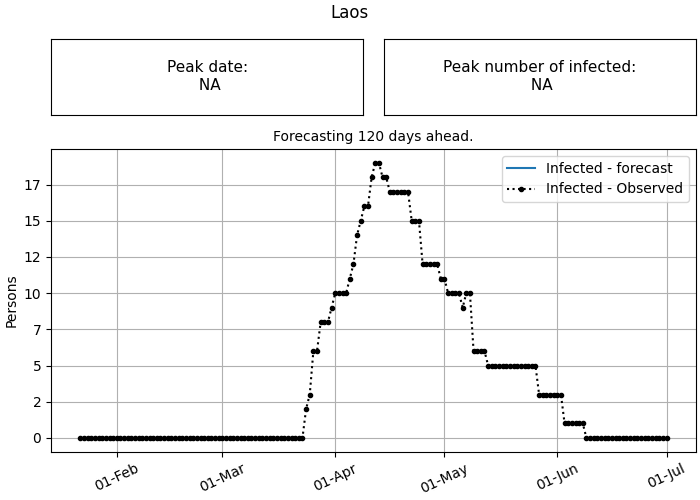 Laos
Peak date:
NA
Peak number of infected:
NA
Forecasting 120 days ahead.
Infected - forecast
Infected - Observed
Persons
17
15
12
10
7
5
2
0
01-Feb
01-Mar
01-Apr
01-May
01-Jun
01-Jul